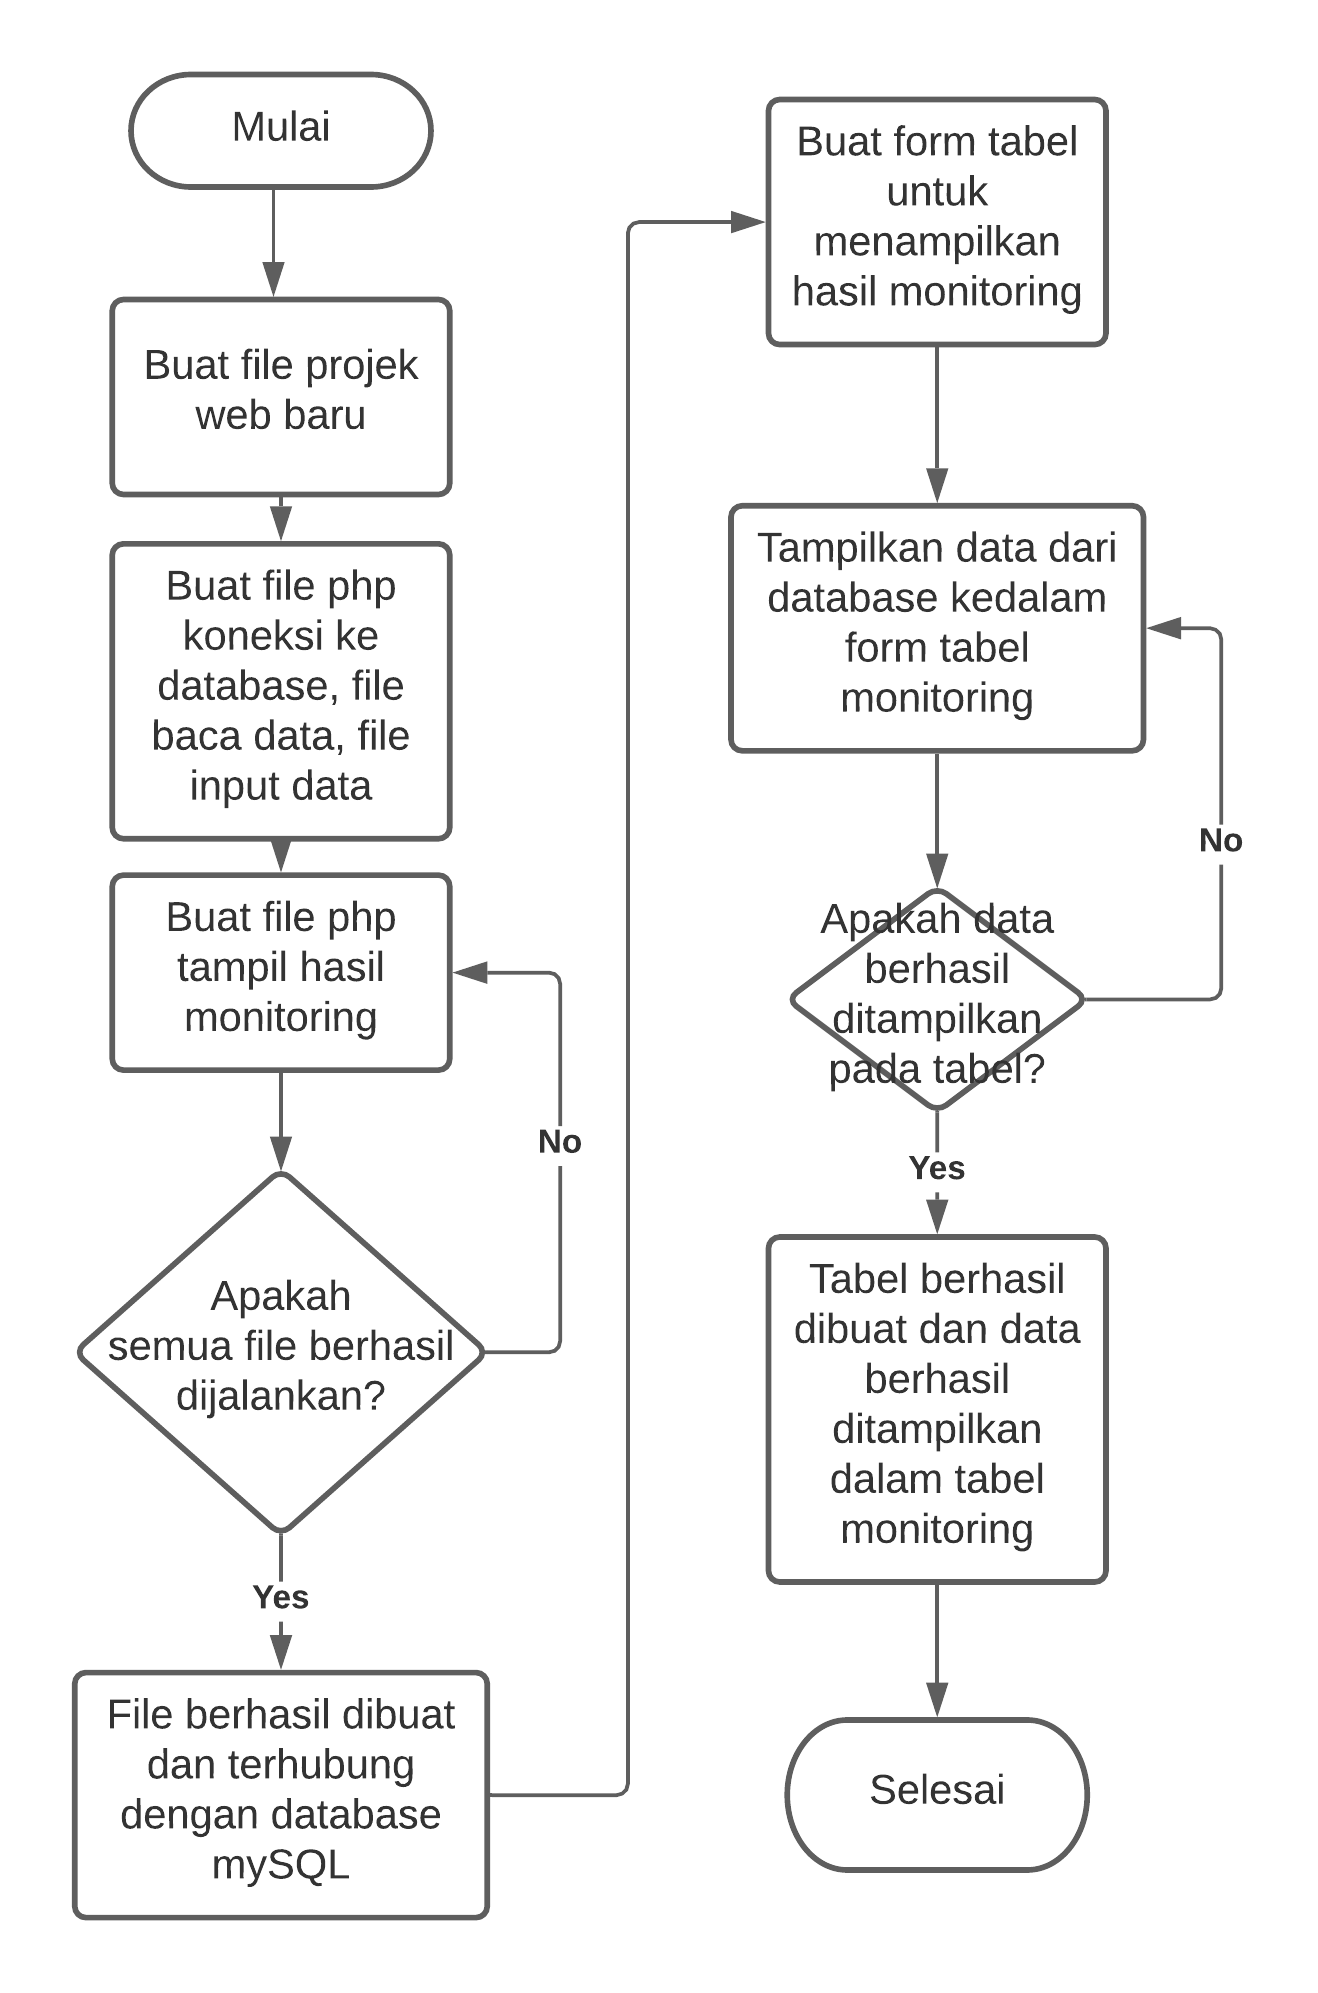 Mulai
Buat file projek
web baru
Buat file php
koneksi ke
database, file
baca data, file
input data
Buat file php
tampil hasil
monitoring
No
Apakah
semua file berhasil
dijalankan?
Yes
File berhasil dibuat
dan terhubung
dengan database
mySQL
Buat form tabel
untuk
menampilkan
hasil monitoring
Tampilkan data dari
database kedalam
form tabel
monitoring
No
Apakah data
berhasil
ditampilkan
pada tabel?
Yes
Tabel berhasil
dibuat dan data
berhasil
ditampilkan
dalam tabel
monitoring
Selesai